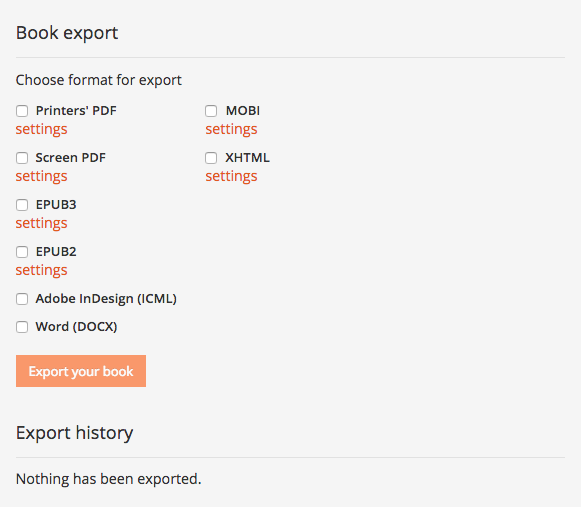 Book export
Choose format for export
Printers' PDF
settings
Screen PDF
settings
EPUB3
settings
EPUB2
settings
Adobe InDesign (ICML)
Word (DOCX)
MOBI
settings
XHTML
settings
Export your book
Export history
Nothing has been exported.